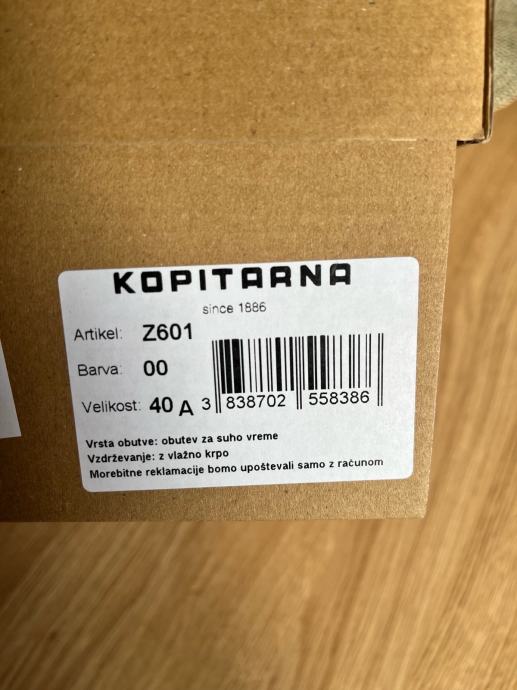 KOPITARNA
since 1886
Artikel: Z601
Barva: 00
Velikost: 40 A
3 838702 558386
Vrsta obutve: obutev za suho vreme
Vzdrževanje: z vlažno krpo
Morebitne reklamacije bomo upoštevali samo z računom